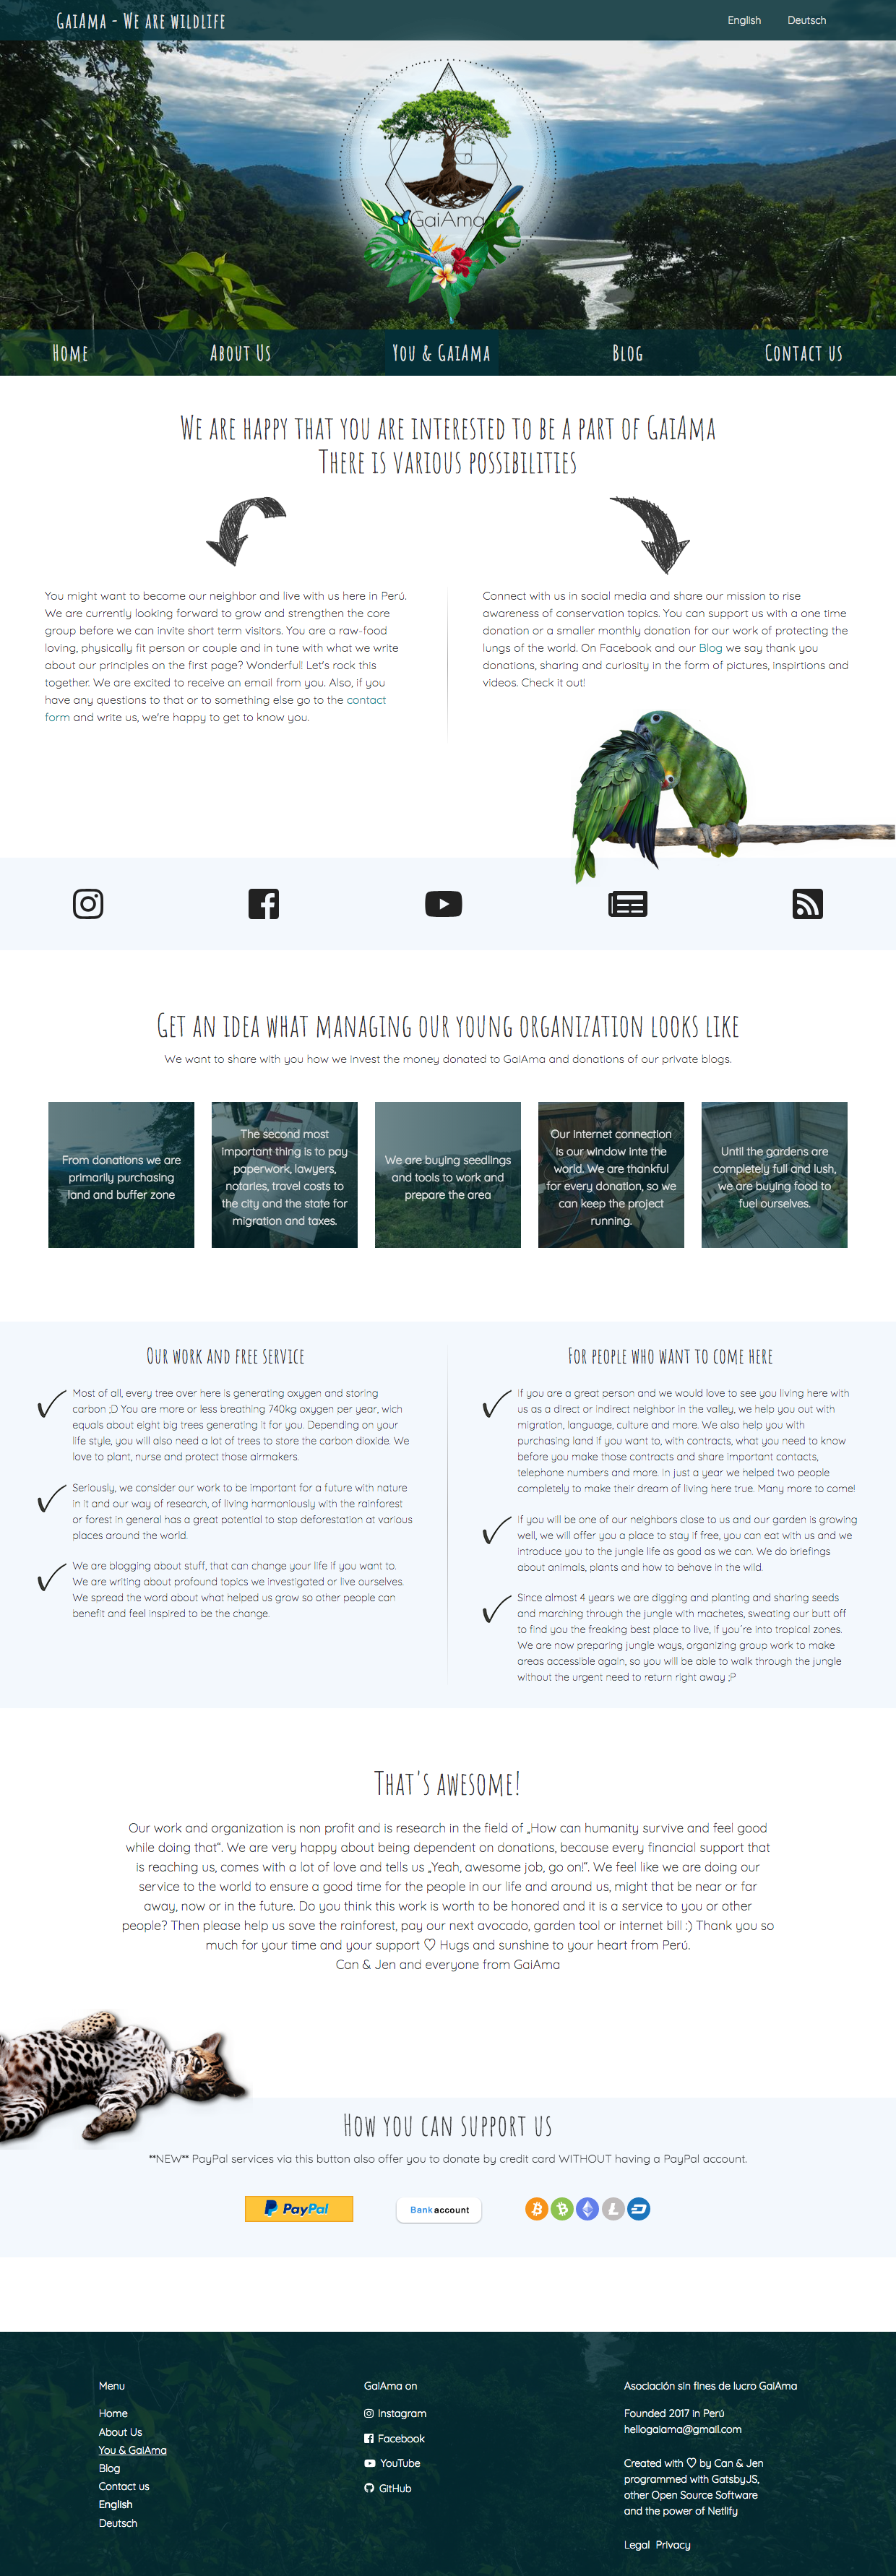 GaiAma - We are wildlife
English Deutsch
GaiAma
Home About Us You & GaiAma Blog Contact us
We are happy that you are interested to be a part of GaiAma
There is various possibilities
You might want to become our neighbor and live with us here in Perú.
We are currently looking forward to grow and strengthen the core
group before we can invite short term visitors. You are a raw-food
loving, physically fit person or couple and in tune with what we write
about our principles on the first page? Wonderful! Let's rock this
together. We are excited to receive an email from you. Also, if you
have any questions to that or to something else go to the contact
form and write us, we're happy to get to know you.
Connect with us in social media and share our mission to rise
awareness of conservation topics. You can support us with a one time
donation or a smaller monthly donation for our work of protecting the
lungs of the world. On Facebook and our Blog we say thank you
donations, sharing and curiosity in the form of pictures, inspirtions and
videos. Check it out!
Get an idea what managing our young organization looks like
We want to share with you how we invest the money donated to GaiAma and donations of our private blogs.
From donations we are
primarily purchasing
land and buffer zone
The second most
important thing is to pay
paperwork, lawyers,
notaries, travel costs to
the city and the state for
migration and taxes.
We are buying seedlings
and tools to work and
prepare the area
Our internet connection
is our window inte the
world. We are thankful
for every donation, so we
can keep the project
running.
Until the gardens are
completely full and lush,
we are buying food to
fuel ourselves.
Our work and free service
Most of all, every tree over here is generating oxygen and storing
carbon ;D You are more or less breathing 740kg oxygen per year, wich
equals about eight big trees generating it for you. Depending on your
life style, you will also need a lot of trees to store the carbon dioxide. We
love to plant, nurse and protect those airmakers.
Seriously, we consider our work to be important for a future with nature
in it and our way of research, of living harmoniously with the rainforest
or forest in general has a great potential to stop deforestation at various
places around the world.
We are blogging about stuff, that can change your life if you want to.
We are writing about profound topics we investigated or live ourselves.
We spread the word about what helped us grow so other people can
benefit and feel inspired to be the change.
For people who want to come here
If you are a great person and we would love to see you living here with
us as a direct or indirect neighbor in the valley, we help you out with
migration, language, culture and more. We also help you with
purchasing land if you want to, with contracts, what you need to know
before you make those contracts and share important contacts,
telephone numbers and more. In just a year we helped two people
completely to make their dream of living here true. Many more to come!
If you will be one of our neighbors close to us and our garden is growing
well, we will offer you a place to stay if free, you can eat with us and we
introduce you to the jungle life as good as we can. We do briefings
about animals, plants and how to behave in the wild.
Since almost 4 years we are digging and planting and sharing seeds
and marching through the jungle with machetes, sweating our butt off
to find you the freaking best place to live, if you´re into tropical zones.
We are now preparing jungle ways, organizing group work to make
areas accessible again, so you will be able to walk through the jungle
without the urgent need to return right away ;P
That's awesome!
Our work and organization is non profit and is research in the field of „How can humanity survive and feel good
while doing that“. We are very happy about being dependent on donations, because every financial support that
is reaching us, comes with a lot of love and tells us „Yeah, awesome job, go on!“. We feel like we are doing our
service to the world to ensure a good time for the people in our life and around us, might that be near or far
away, now or in the future. Do you think this work is worth to be honored and it is a service to you or other
people? Then please help us save the rainforest, pay our next avocado, garden tool or internet bill :) Thank you so
much for your time and your support ♡ Hugs and sunshine to your heart from Perú.
Can & Jen and everyone from GaiAma
How you can support us
**NEW** PayPal services via this button also offer you to donate by credit card WITHOUT having a PayPal account.
PayPal
Bankaccount
Menu
Home
About Us
You & GaiAma
Blog
Contact us
English
Deutsch
GaiAma on
Instagram
Facebook
YouTube
GitHub
Asociación sin fines de lucro GaiAma
Founded 2017 in Perú
hellogaiama@gmail.com
Created with ♡ by Can & Jen
programmed with GatsbyJS,
other Open Source Software
and the power of Netlify
Legal Privacy